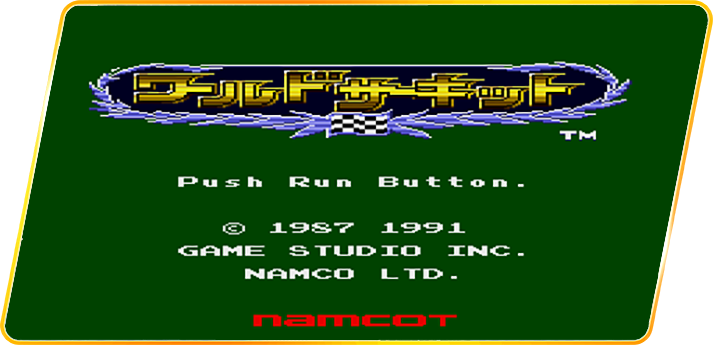 ワールドサーキット
TM
Push Run Button.
© 1987 1991
GAME STUDIO INC.
NAMCO LTD.
namcot